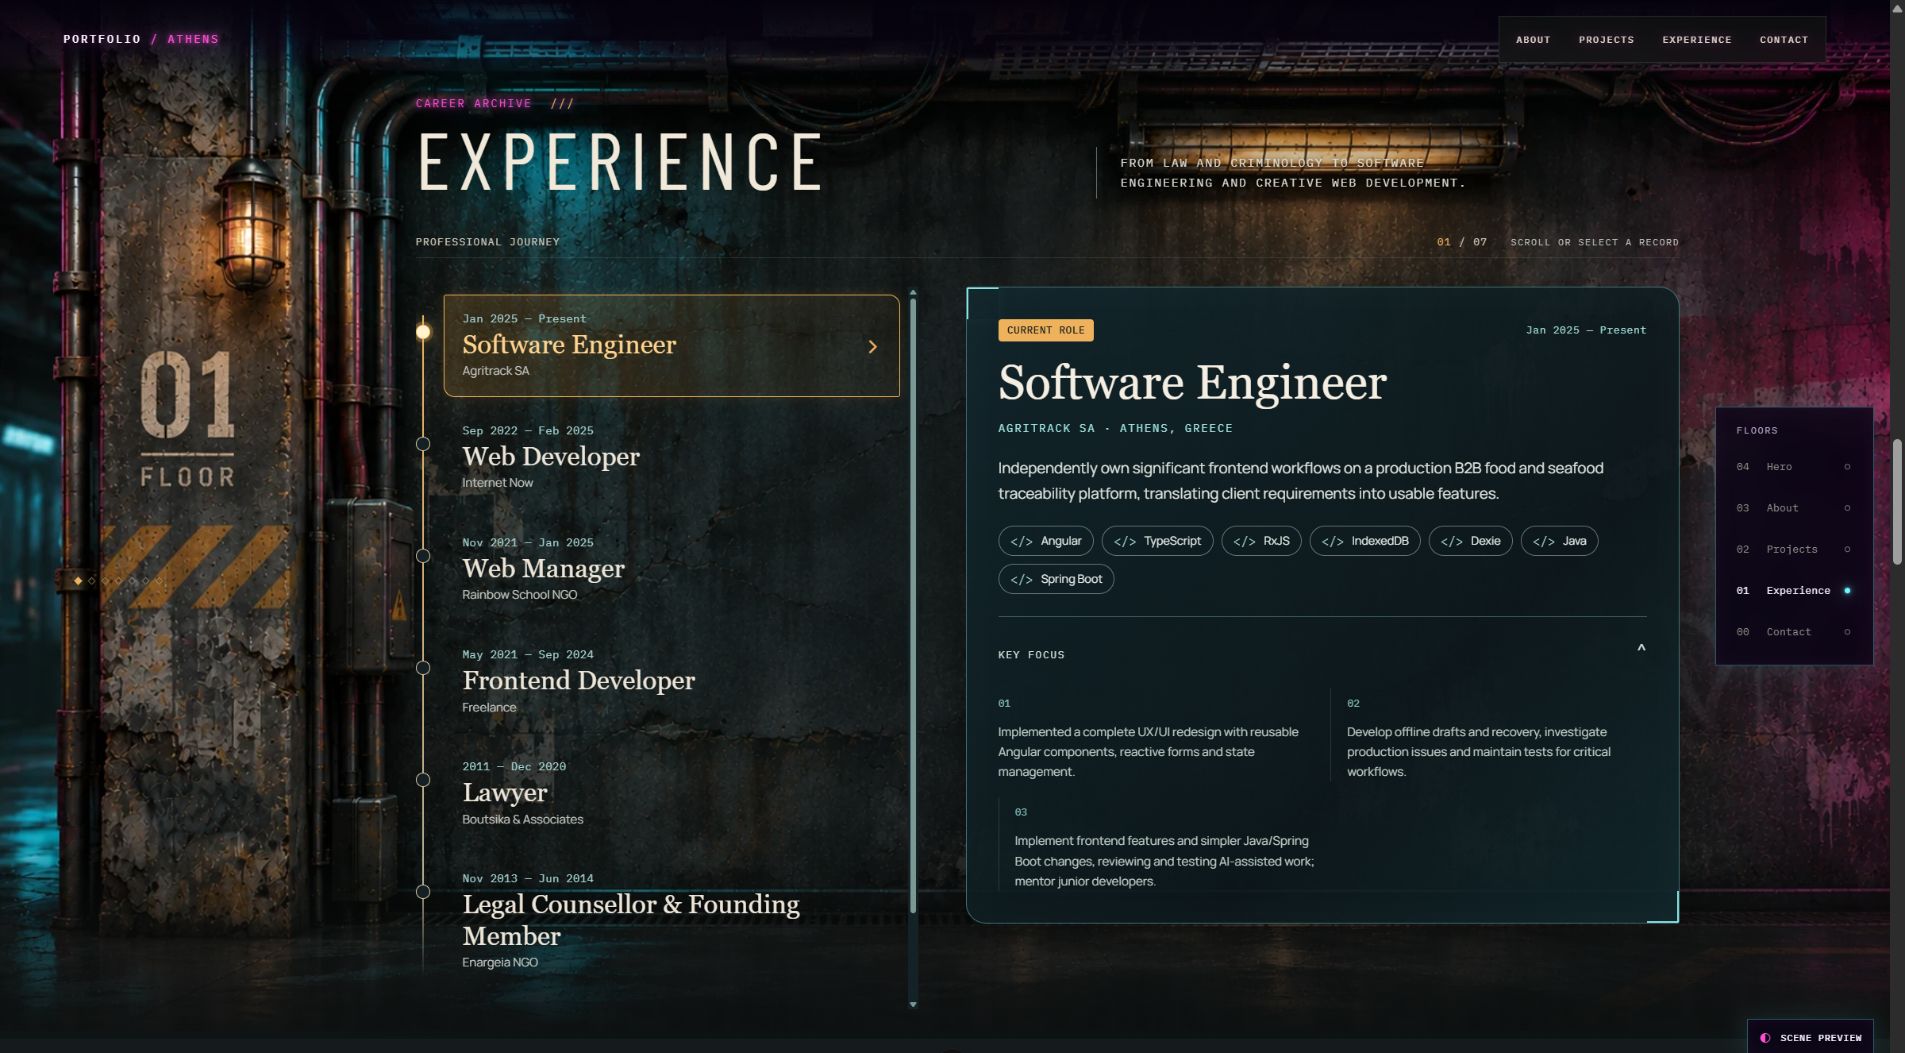 PORTFOLIO / ATHENS
ABOUT PROJECTS EXPERIENCE CONTACT
CAREER ARCHIVE ///
EXPERIENCE
FROM LAW AND CRIMINOLOGY TO SOFTWARE
ENGINEERING AND CREATIVE WEB DEVELOPMENT.
PROFESSIONAL JOURNEY
01 / 07 SCROLL OR SELECT A RECORD
01
FLOOR
Jan 2025 — Present
Software Engineer
Agritrack SA
Sep 2022 — Feb 2025
Web Developer
Internet Now
Nov 2021 — Jan 2025
Web Manager
Rainbow School NGO
May 2021 — Sep 2024
Frontend Developer
Freelance
2011 — Dec 2020
Lawyer
Boutsika & Associates
Nov 2013 — Jun 2014
Legal Counsellor & Founding
Member
Enargeia NGO
CURRENT ROLE
Jan 2025 — Present
Software Engineer
AGRITRACK SA · ATHENS, GREECE
Independently own significant frontend workflows on a production B2B food and seafood
traceability platform, translating client requirements into usable features.
</> Angular </> TypeScript </> RxJS </> IndexedDB </> Dexie </> Java
</> Spring Boot
KEY FOCUS
01
Implemented a complete UX/UI redesign with reusable
Angular components, reactive forms and state
management.
02
Develop offline drafts and recovery, investigate
production issues and maintain tests for critical
workflows.
03
Implement frontend features and simpler Java/Spring
Boot changes, reviewing and testing AI-assisted work;
mentor junior developers.
FLOORS
04 Hero
03 About
02 Projects
01 Experience
00 Contact
SCENE PREVIEW